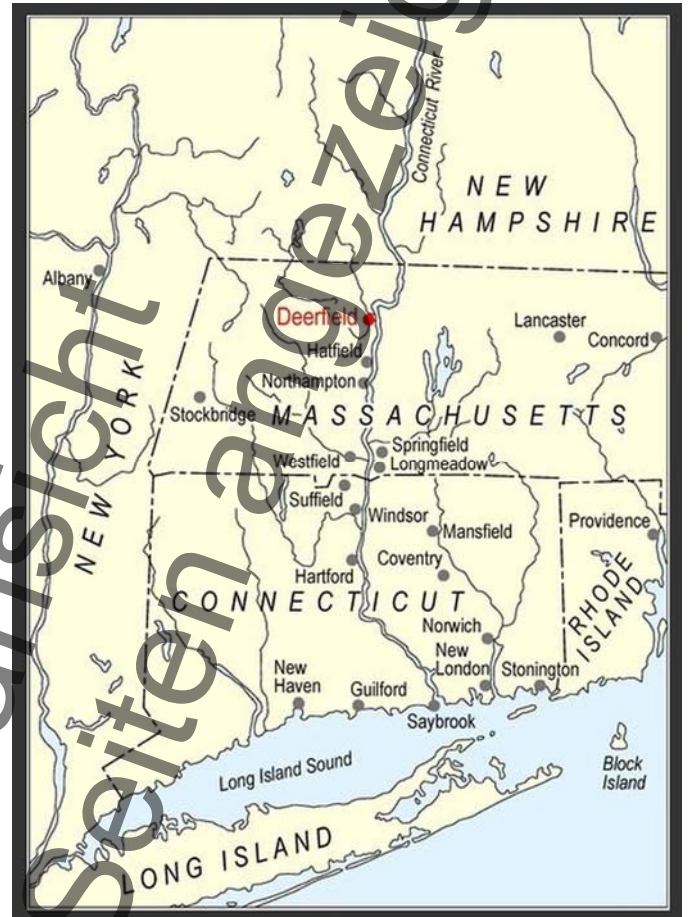 Connecticut River
NEW
HAMPSHIRE
Albany
Deerfield
Lancaster
Concord
Hatfield
Northampton
Stockbridge
MASSACHUSETTS
NEW YORK
Springfield
Westfield
Longmeadow
Suffield
Windsor
Mansfield
Providence
Hartford
Coventry
CONNECTICUT
RHODE
ISLAND
Norwich
New
London
Stonington
New
Haven
Guilford
Saybrook
Long Island Sound
Block
Island
LONG ISLAND
Seiten angezeig